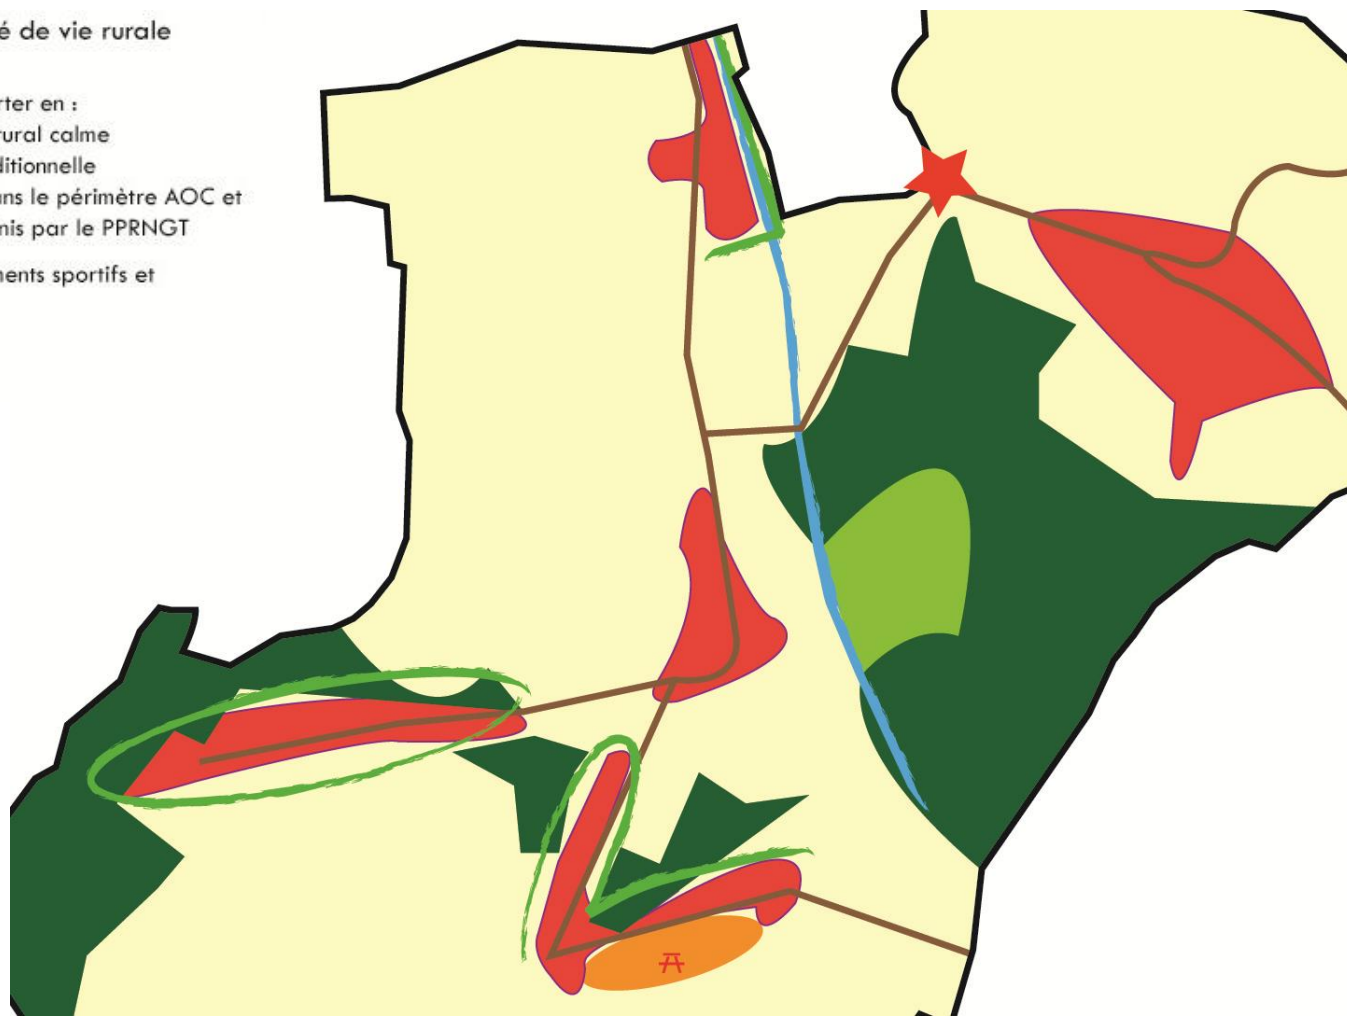 é de vie rurale
rter en :
rural calme
ditionnelle
ans le périmètre AOC et
nis par le PPRNGT
ments sportifs et